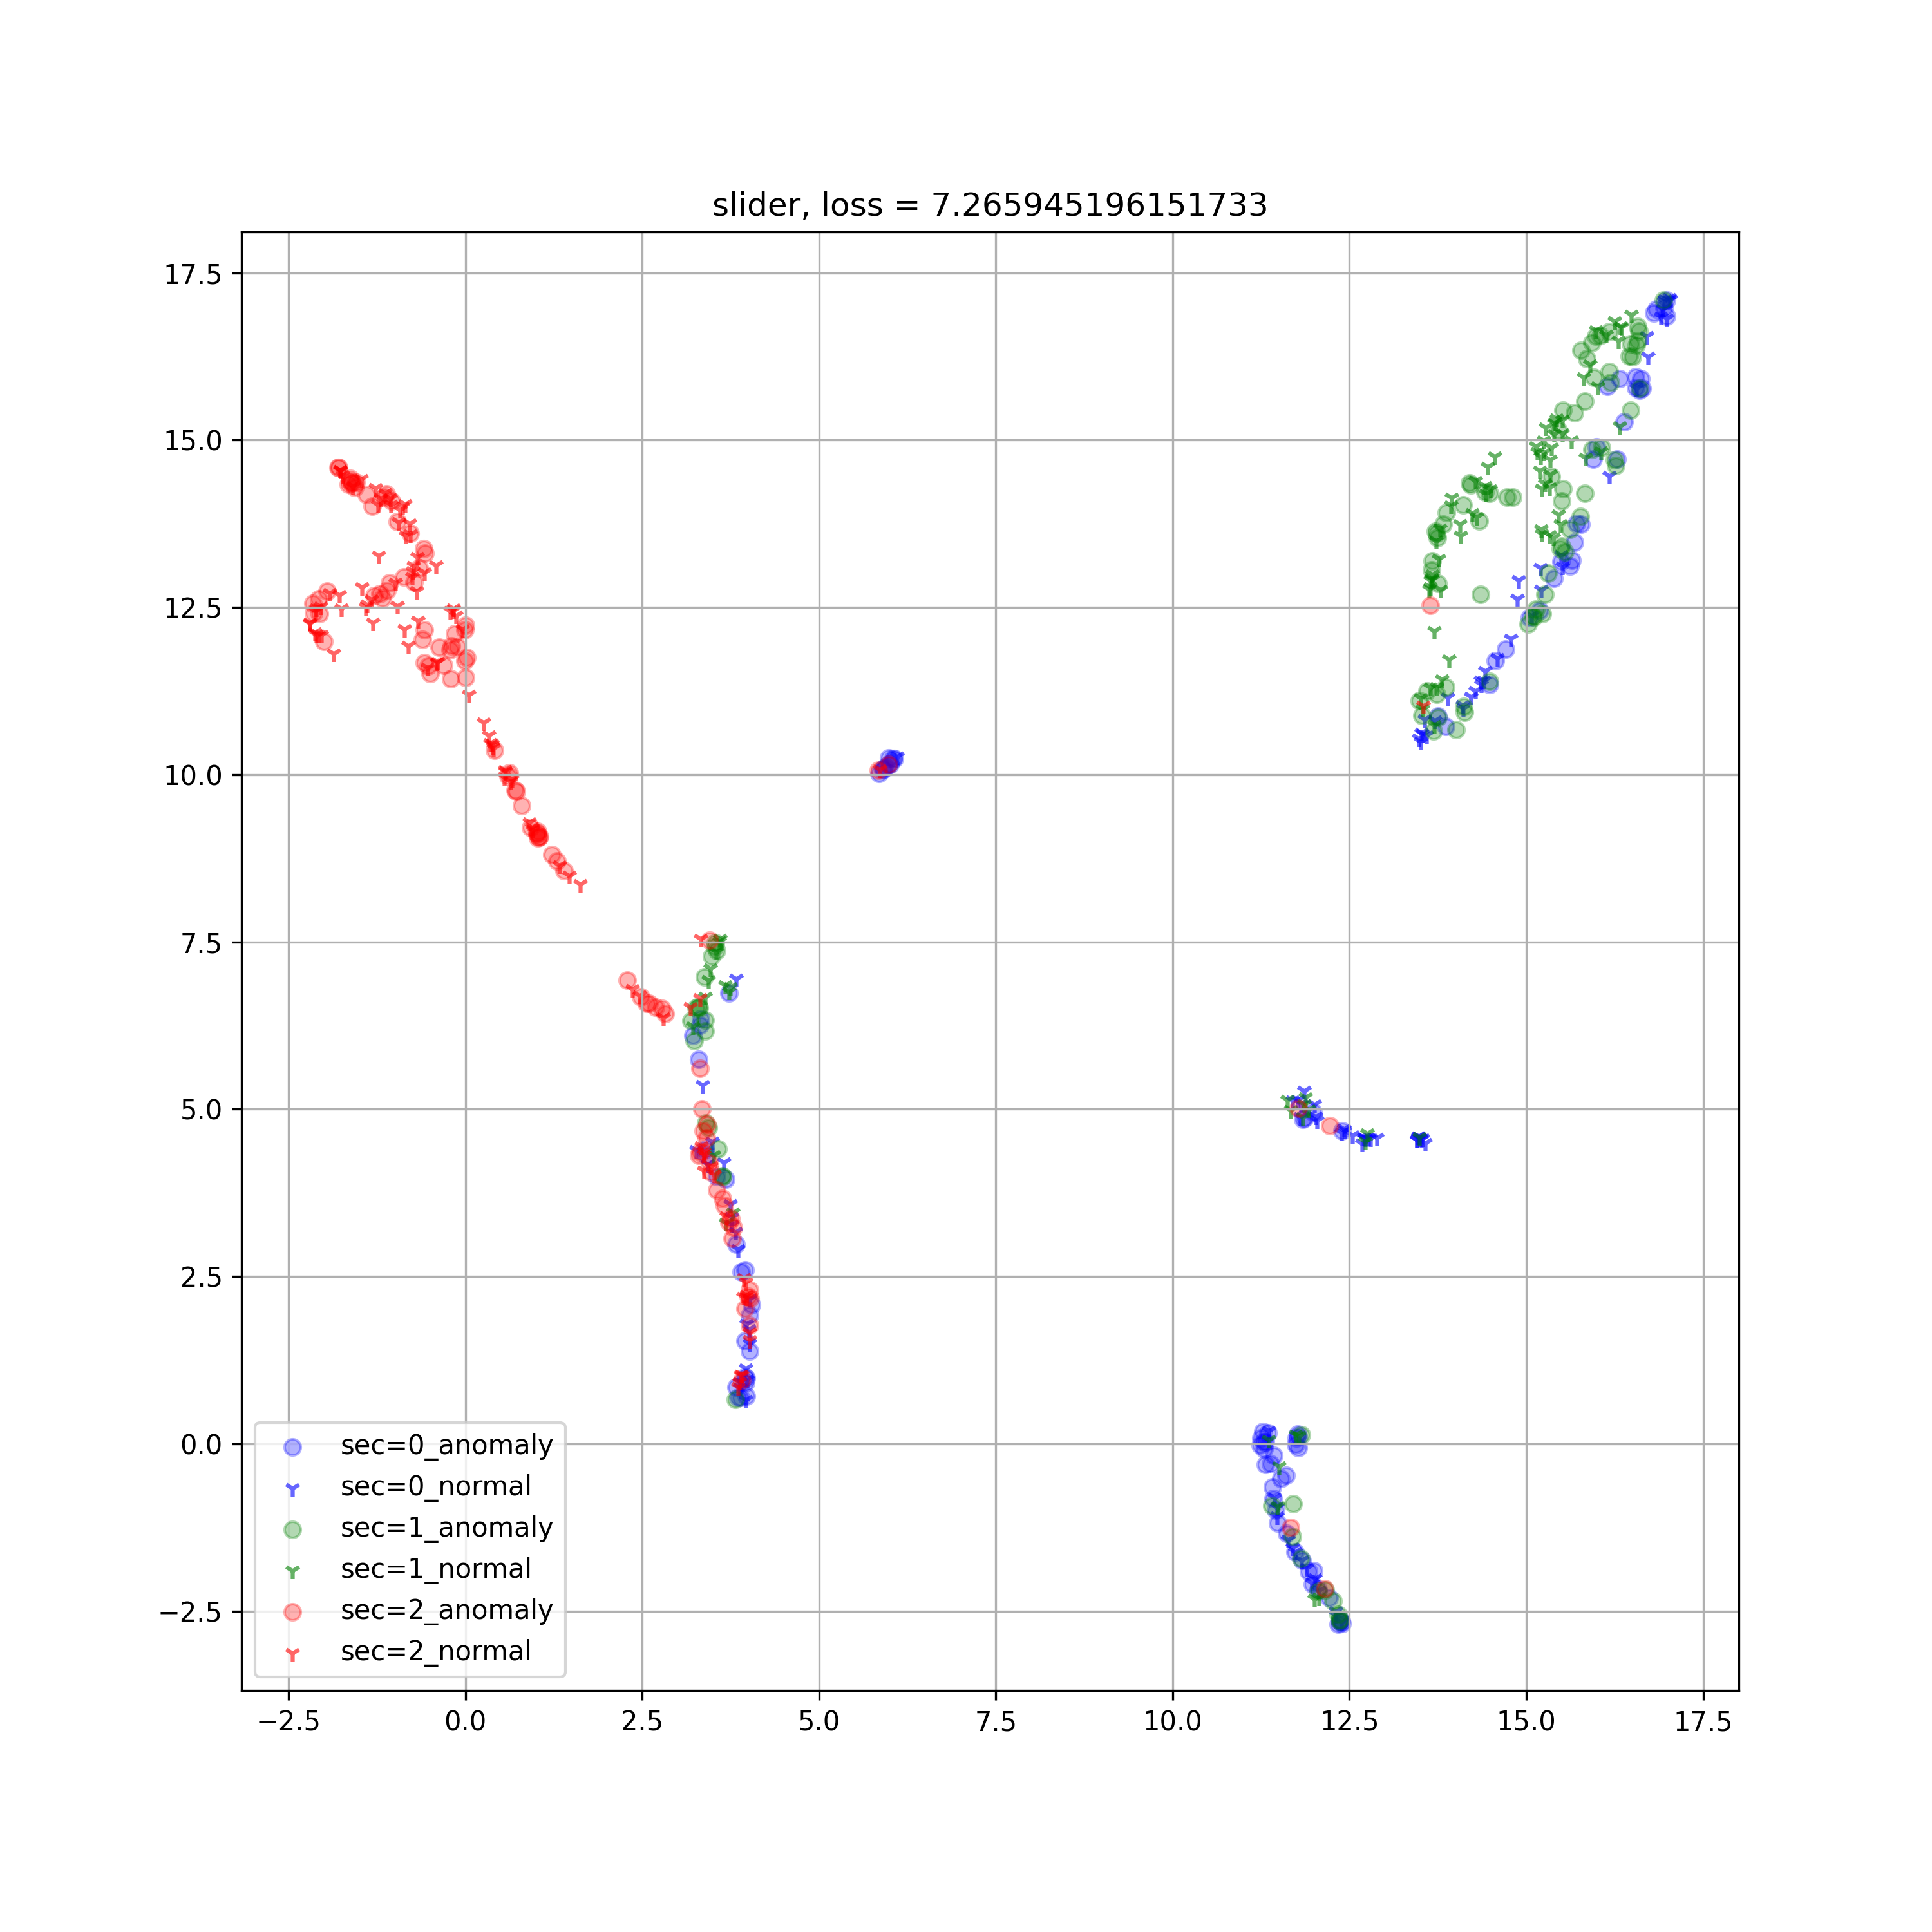 slider, loss = 7.265945196151733
17.5
15.0
12.5
10.0
7.5
5.0
2.5
0.0
−2.5
sec=0_anomaly
sec=0_normal
sec=1_anomaly
sec=1_normal
sec=2_anomaly
sec=2_normal
−2.5 0.0 2.5 5.0 7.5 10.0 12.5 15.0 17.5